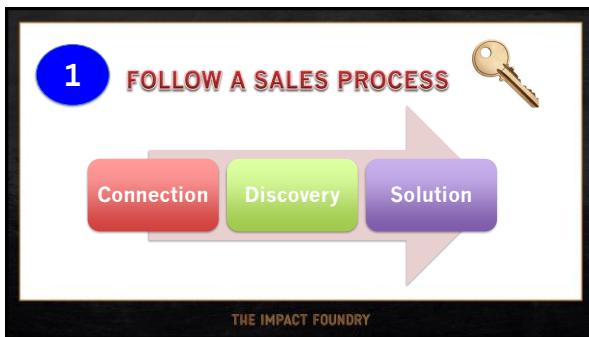 1
FOLLOW A SALES PROCESS
Connection Discovery Solution
THE IMPACT FOUNDRY